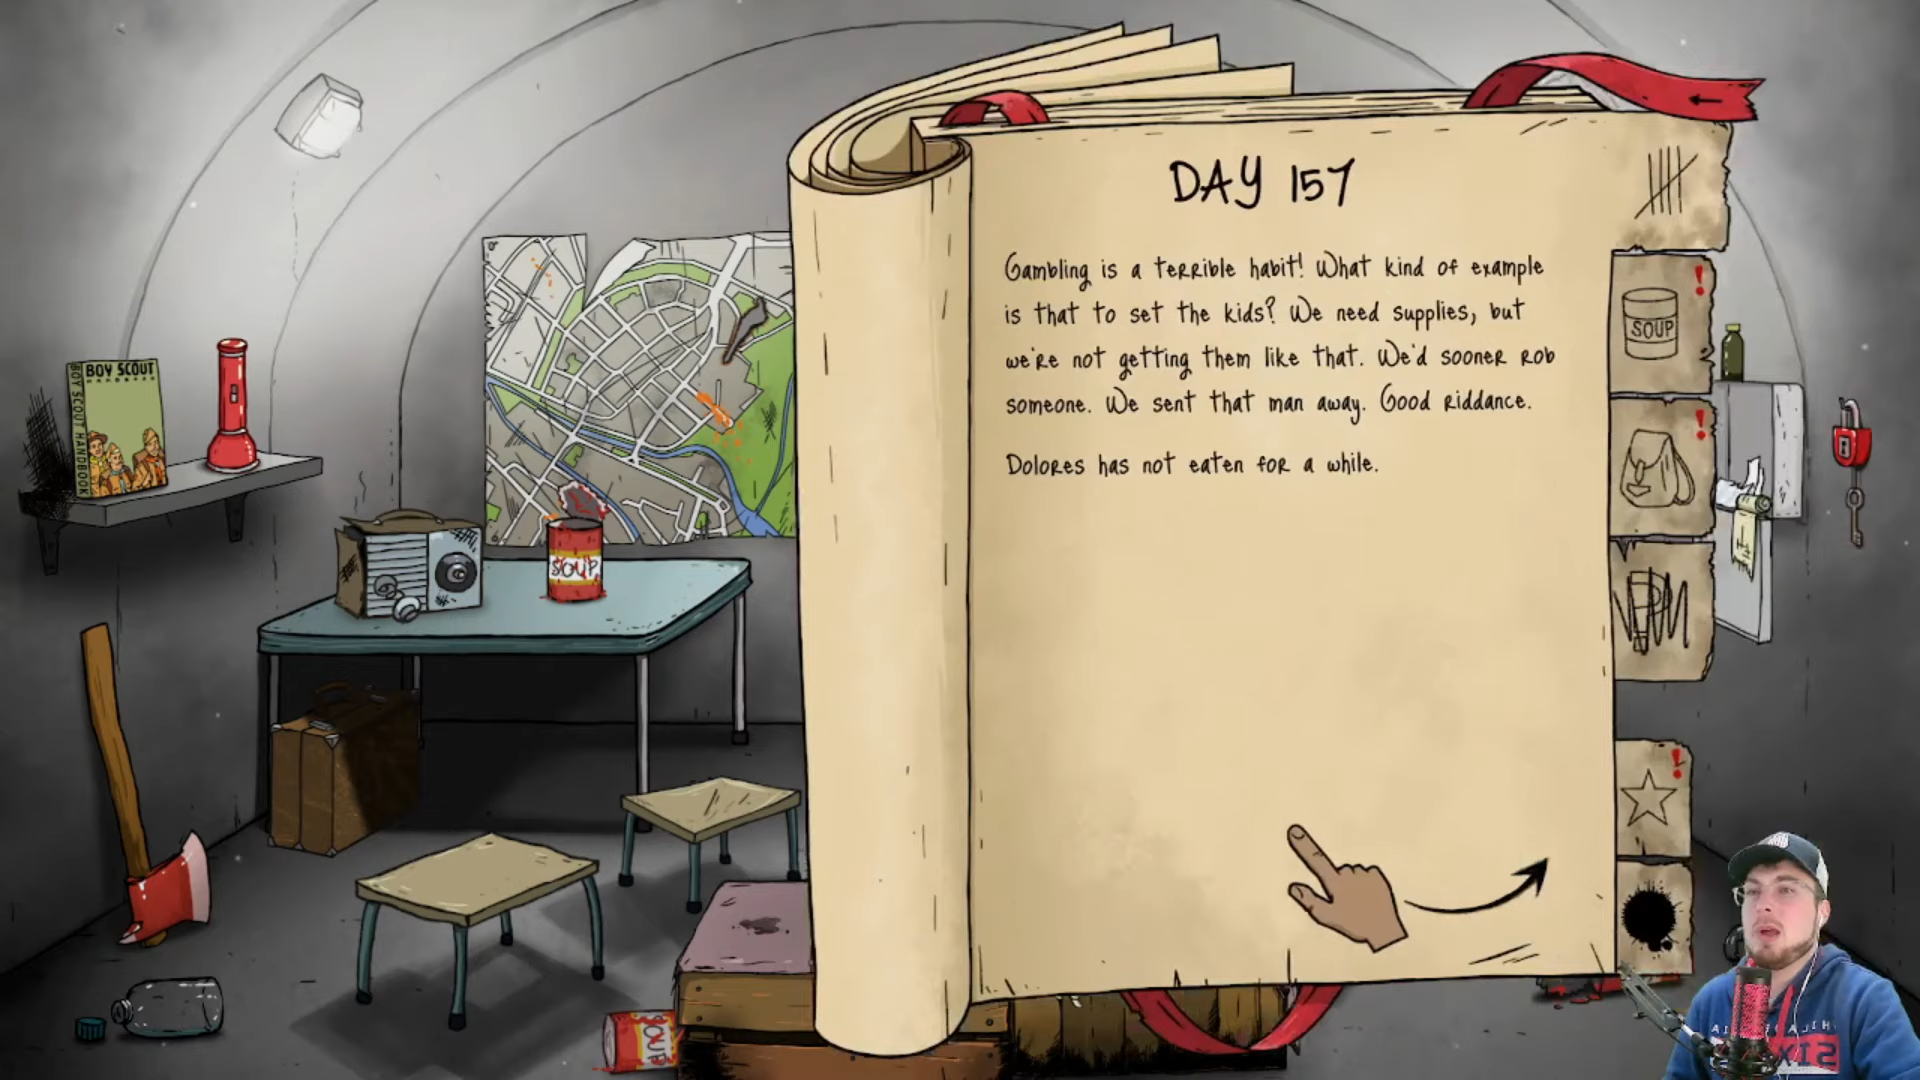 DAY 157
Gambling is a terrible habit! What kind of example
is that to set the kids? We need supplies, but
we're not getting them like that. We'd sooner rob
someone. We sent that man away. Good riddance.
Dolores has not eaten for a while.
BOY SCOUT
BOY SCOUT HANDBOOK
SOUP
SOUP
SOUP